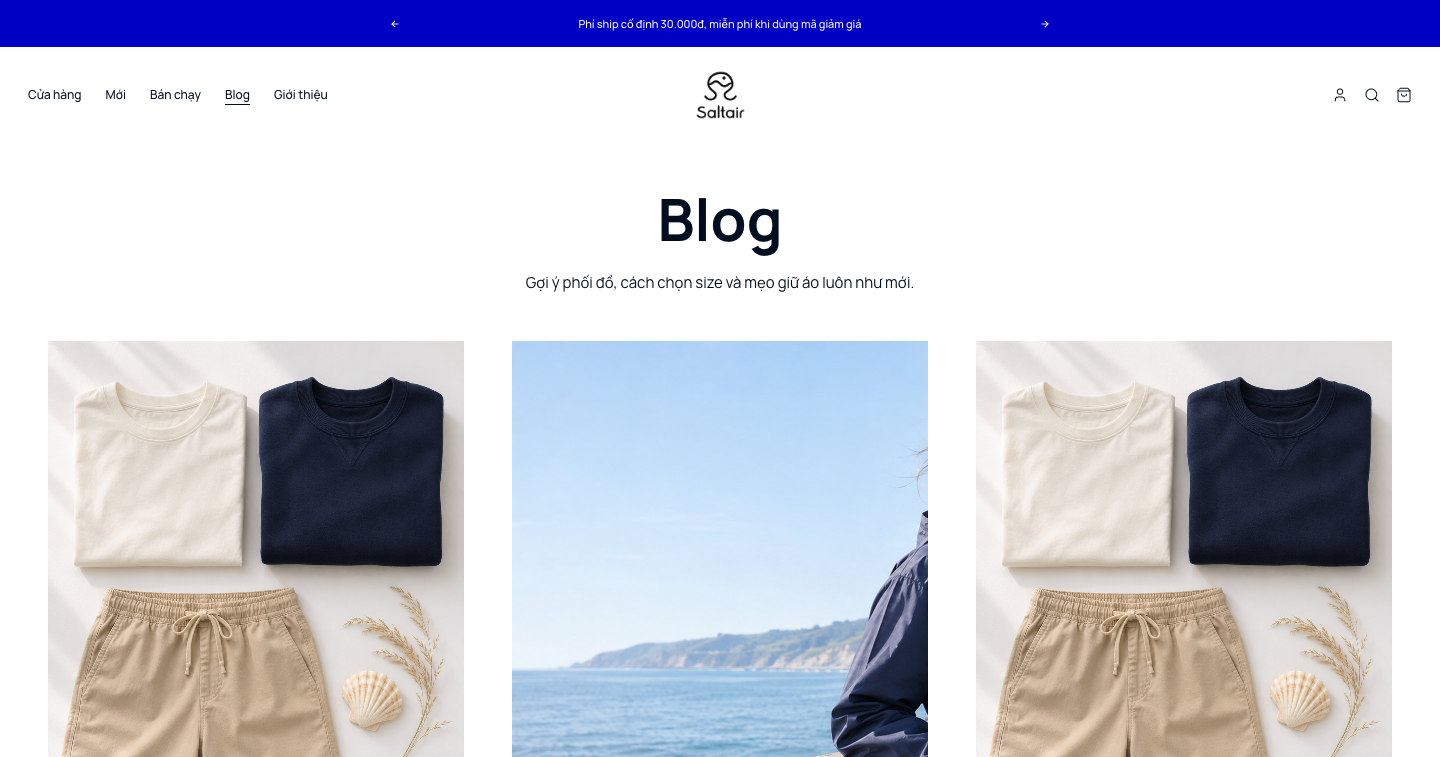 Phí ship cố định 30.000đ, miễn phí khi dùng mã giảm giá
Cửa hàng
Mới
Bán chạy
Blog
Giới thiệu
Saltair
Blog
Gợi ý phối đồ, cách chọn size và mẹo giữ áo luôn như mới.